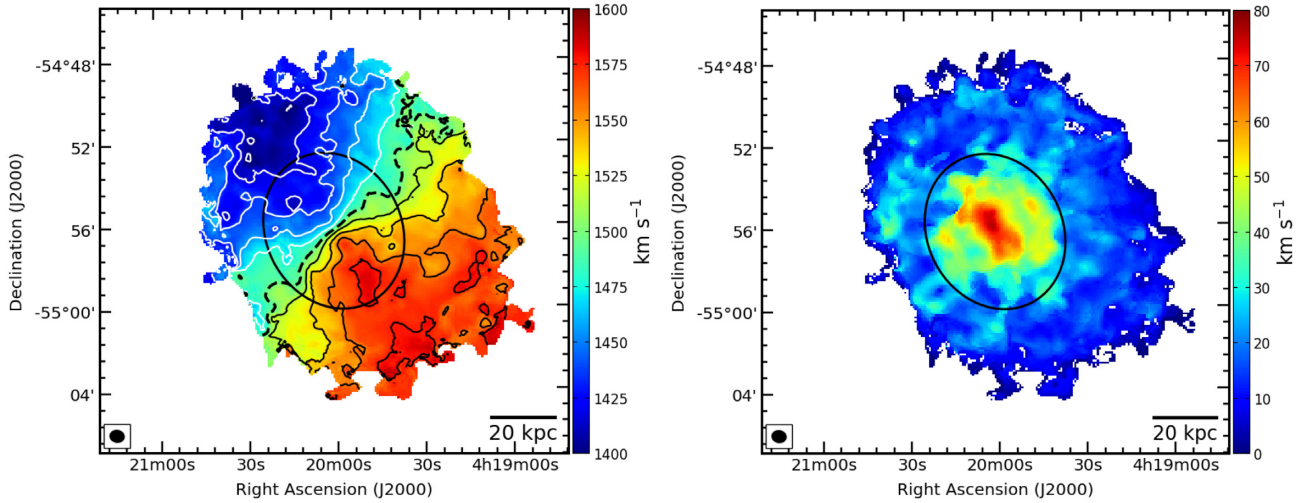 -54°48'
52'
56'
-55°00'
04'
Declination (J2000)
21m00s
30s
20m00s
30s
4h19m00s
Right Ascension (J2000)
20 kpc
1600
1575
1550
1525
1500
1475
1450
1425
1400
km s⁻¹
-54°48'
52'
56'
-55°00'
04'
Declination (J2000)
21m00s
30s
20m00s
30s
4h19m00s
Right Ascension (J2000)
20 kpc
80
70
60
50
40
30
20
10
0
km s⁻¹